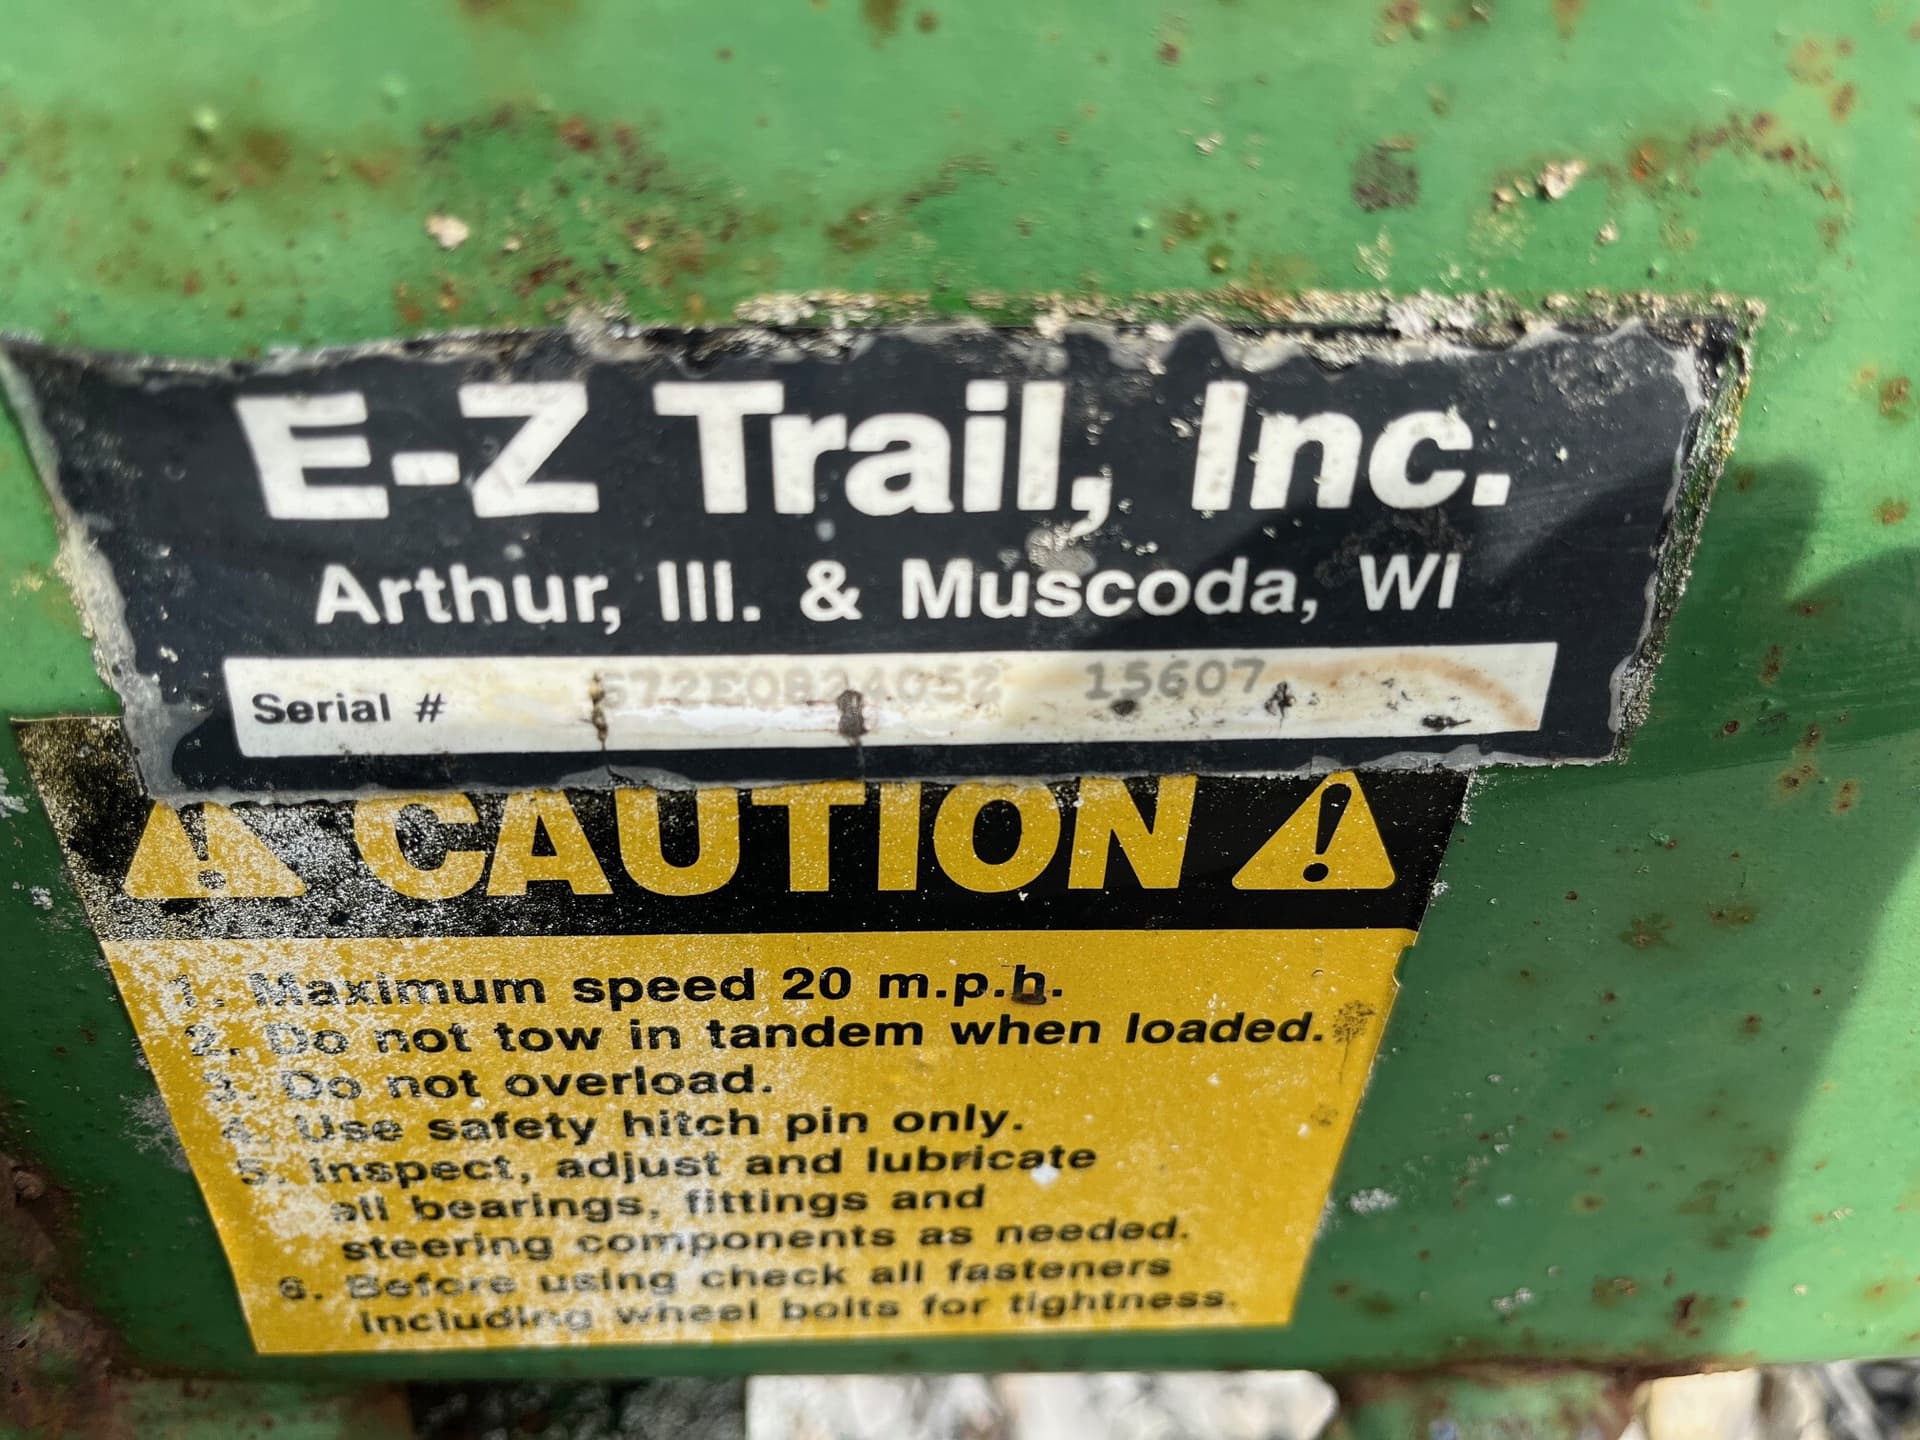 E-Z Trail, Inc.
Arthur, Ill. & Muscoda, WI
Serial # 15607
CAUTION
1. Maximum speed 20 m.p.h.
2. Do not tow in tandem when loaded.
3. Do not overload.
4. Use safety hitch pin only.
5. Inspect, adjust and lubricate
all bearings, fittings and
steering components as needed.
6. Before using check all fasteners
including wheel bolts for tightness.